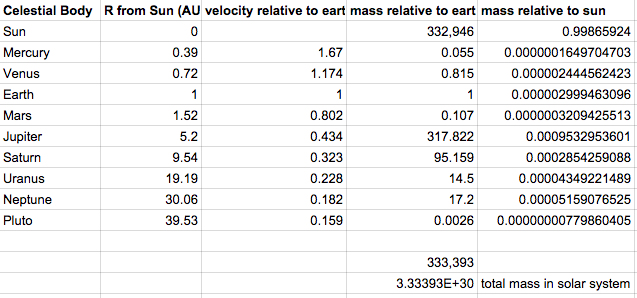 Celestial Body R from Sun (AU velocity relative to eart mass relative to eart mass relative to sun
Sun 0 332,946 0.99865924
Mercury 0.39 1.67 0.055 0.0000001649704703
Venus 0.72 1.174 0.815 0.000002444562423
Earth 1 1 1 0.000002999463096
Mars 1.52 0.802 0.107 0.0000003209425513
Jupiter 5.2 0.434 317.822 0.0009532953601
Saturn 9.54 0.323 95.159 0.0002854259088
Uranus 19.19 0.228 14.5 0.00004349221489
Neptune 30.06 0.182 17.2 0.00005159076525
Pluto 39.53 0.159 0.0026 0.00000000779860405
333,393
3.33393E+30 total mass in solar system